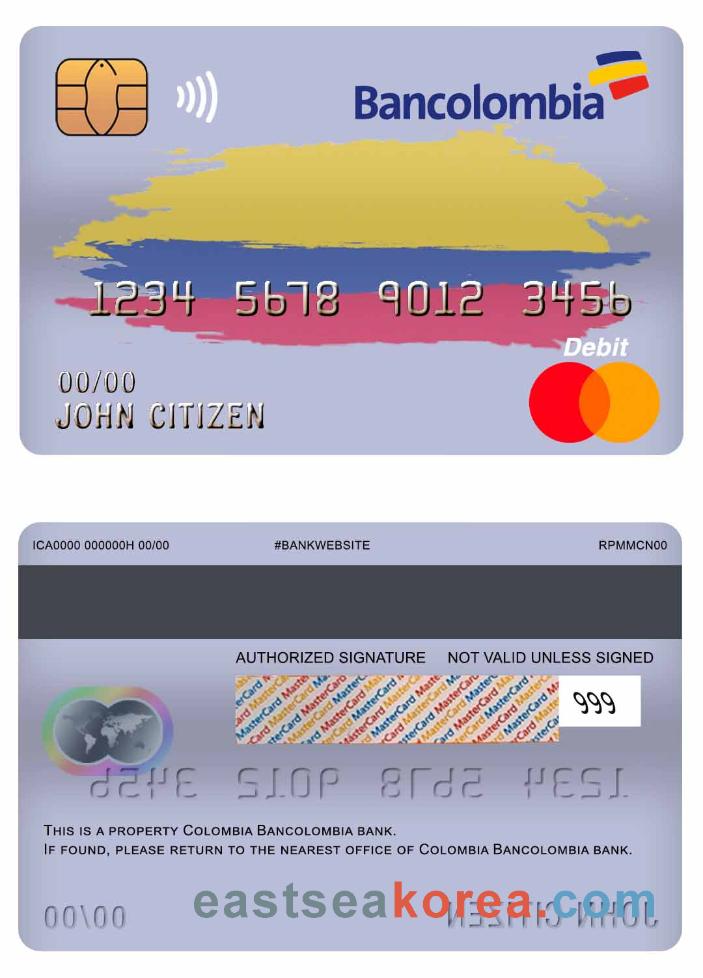 Bancolombia
1234 5678 9012 3456
Debit
00/00
JOHN CITIZEN
ICA0000 000000H 00/00 #BANKWEBSITE RPMMCN00
AUTHORIZED SIGNATURE NOT VALID UNLESS SIGNED
MasterCard MasterCard MasterCard MasterCard
999
1234 5678 9012 3456
THIS IS A PROPERTY COLOMBIA BANCOLOMBIA BANK.
IF FOUND, PLEASE RETURN TO THE NEAREST OFFICE OF COLOMBIA BANCOLOMBIA BANK.
eastseakorea.com
00/00 JOHN CITIZEN